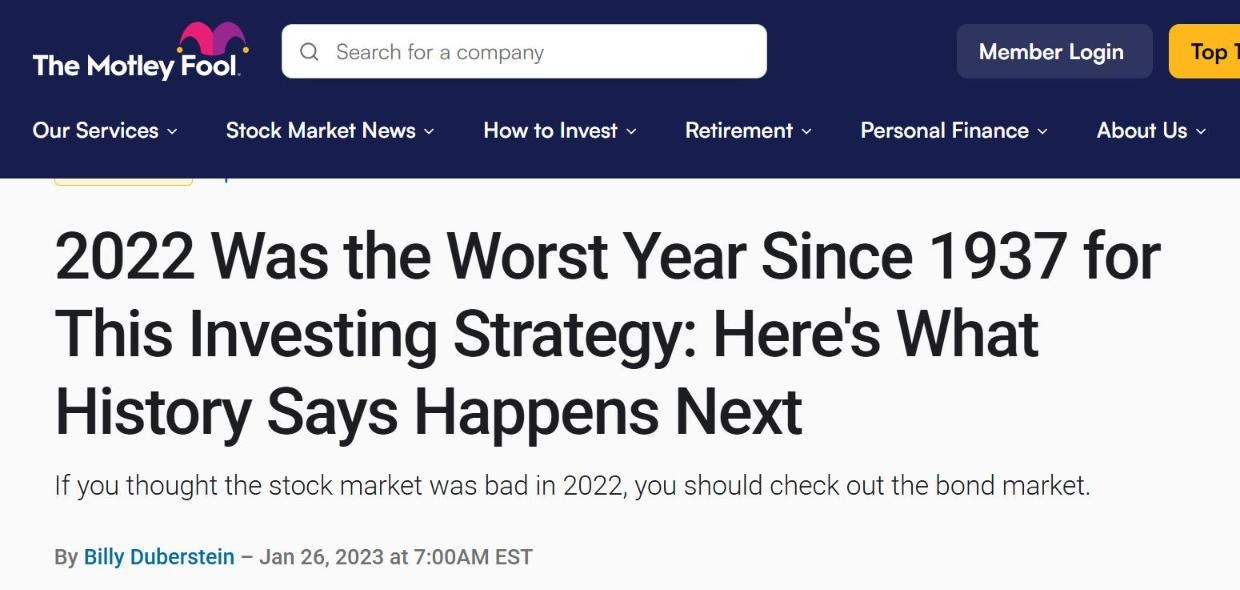 The Motley Fool.
Search for a company
Member Login
Top
Our Services
Stock Market News
How to Invest
Retirement
Personal Finance
About Us
2022 Was the Worst Year Since 1937 for
This Investing Strategy: Here's What
History Says Happens Next
If you thought the stock market was bad in 2022, you should check out the bond market.
By Billy Duberstein – Jan 26, 2023 at 7:00AM EST